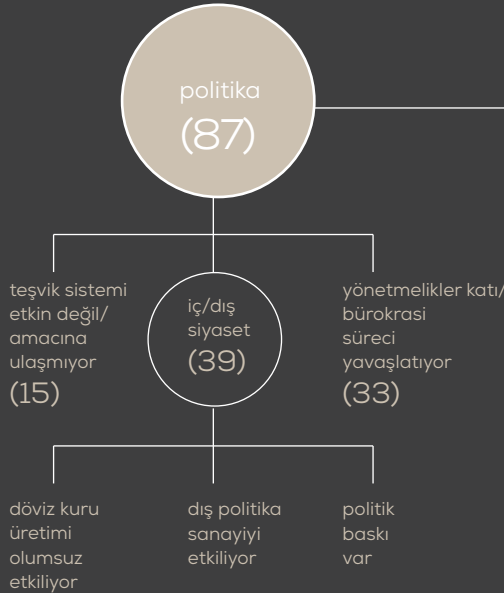 politika
(87)
teşvik sistemi
etkin değil/
amacına
ulaşmıyor
(15)
iç/dış
siyaset
(39)
yönetmelikler katı/
bürokrasi
süreci
yavaşlatıyor
(33)
döviz kuru
üretimi
olumsuz
etkiliyor
dış politika
sanayiyi
etkiliyor
politik
baskı
var